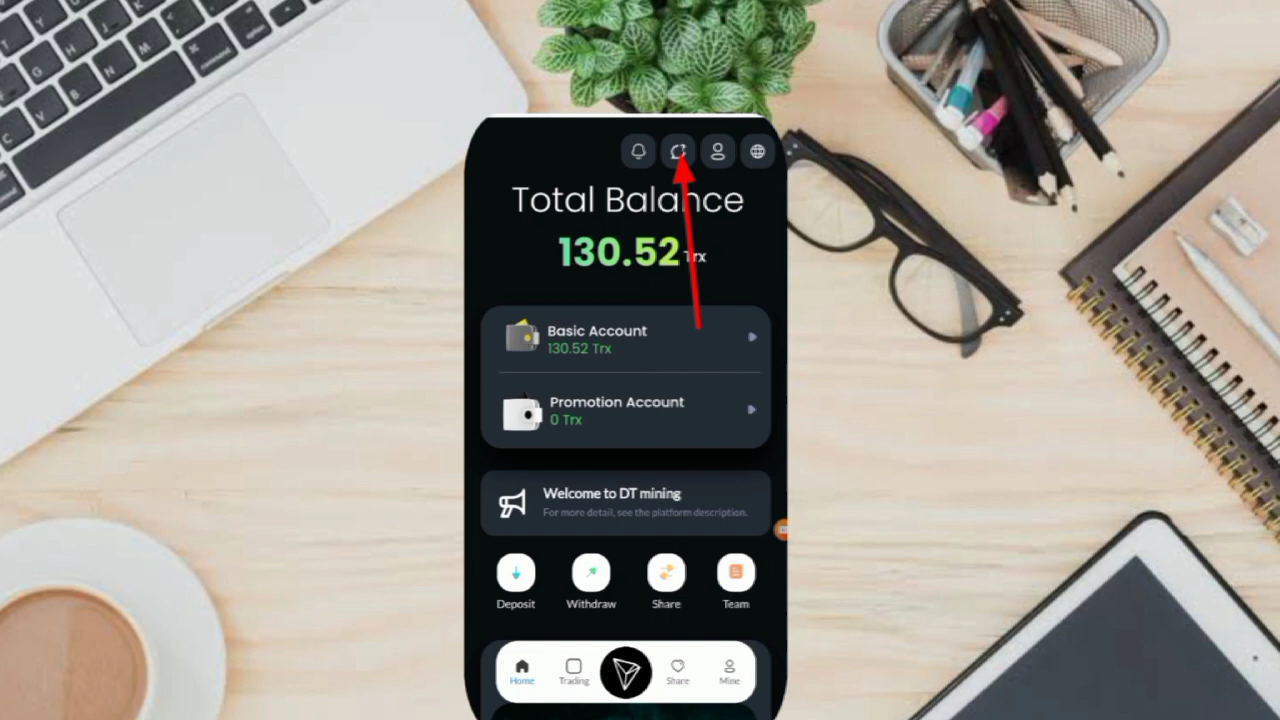 Total Balance
130.52 Trx
Basic Account
130.52 Trx
Promotion Account
0 Trx
Welcome to DT mining
For more detail, see the platform description.
Deposit Withdraw Share Team
Home Trading Share Mine